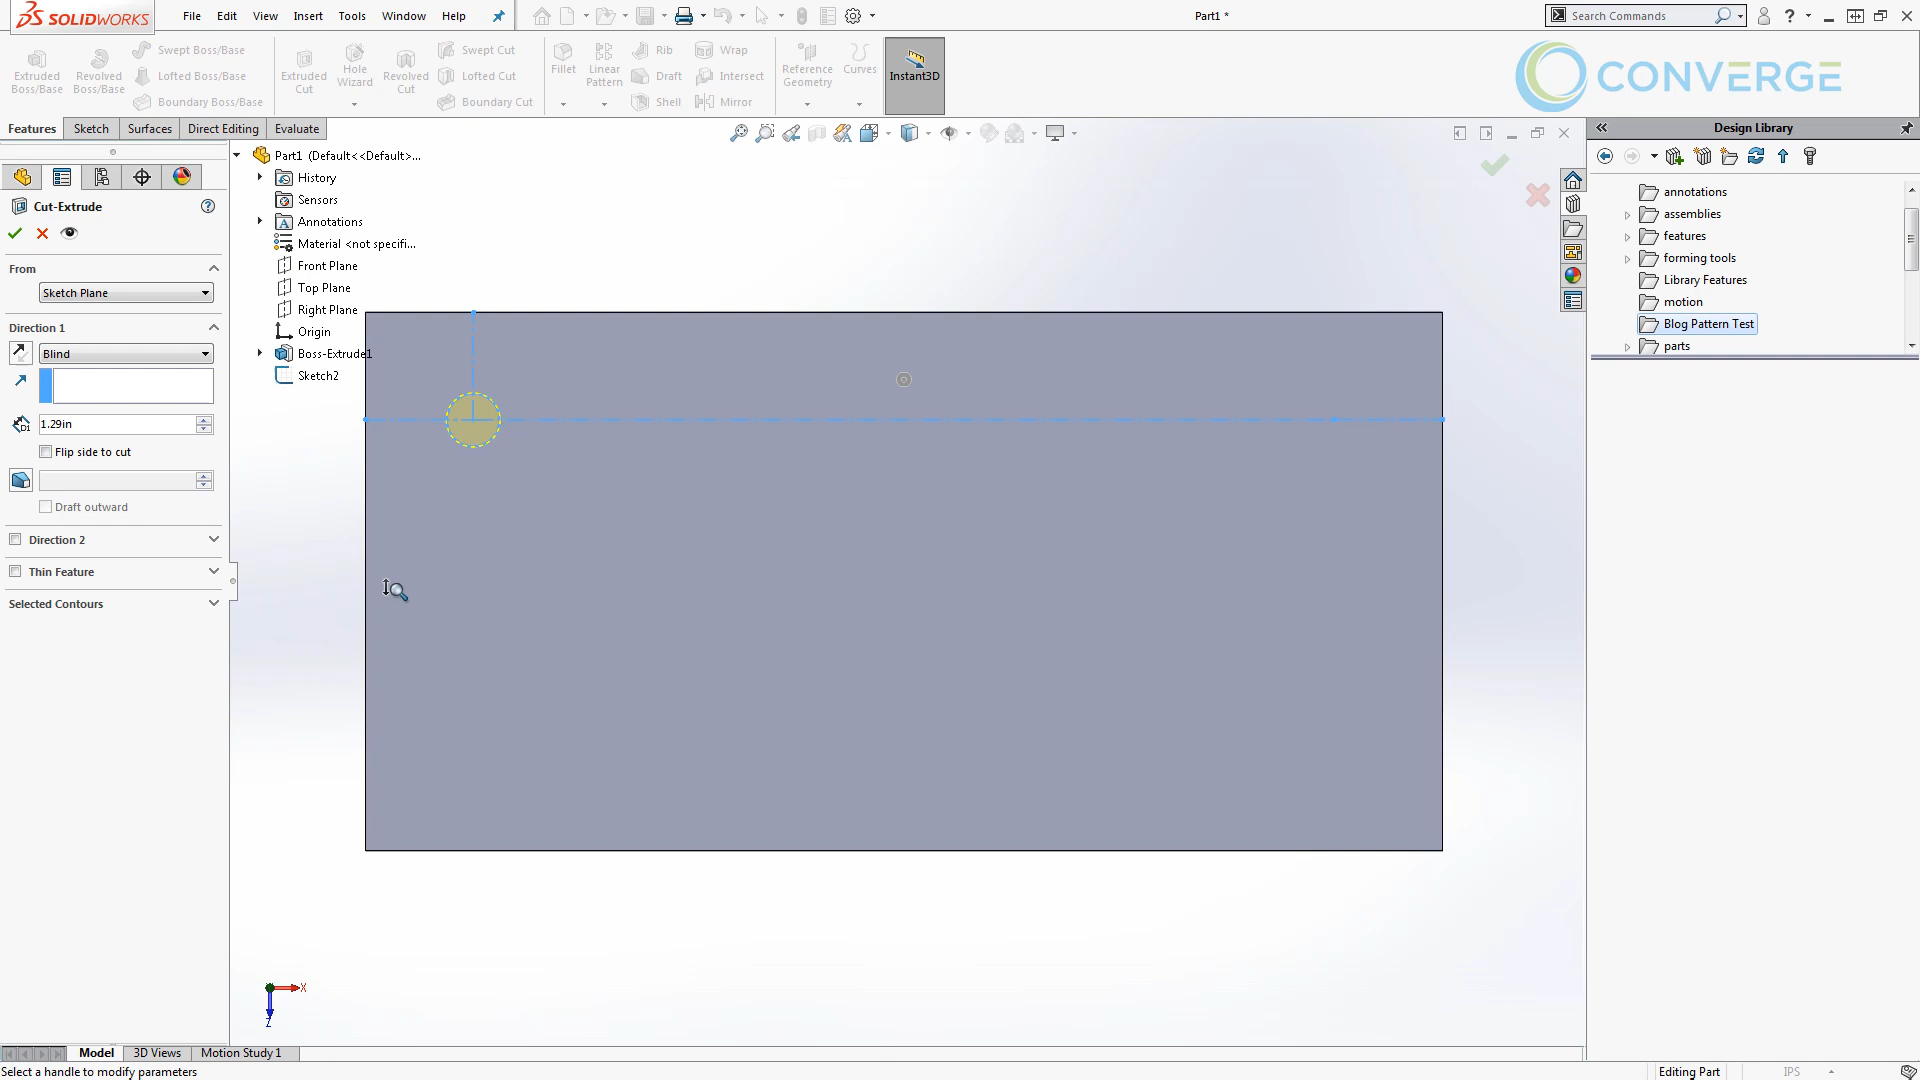 SOLIDWORKS File Edit View Insert Tools Window Help Part1 * Search Commands
Extruded Boss/Base
Revolved Boss/Base
Swept Boss/Base
Lofted Boss/Base
Boundary Boss/Base
Extruded Cut
Hole Wizard
Revolved Cut
Swept Cut
Lofted Cut
Boundary Cut
Fillet
Linear Pattern
Rib
Draft
Shell
Wrap
Intersect
Mirror
Reference Geometry
Curves
Instant3D
CONVERGE
Features Sketch Surfaces Direct Editing Evaluate
Cut-Extrude
From
Sketch Plane
Direction 1
Blind
D1
1.29in
Flip side to cut
Draft outward
Direction 2
Thin Feature
Selected Contours
Part1 (Default<<Default>...
History
Sensors
Annotations
Material <not specifi...
Front Plane
Top Plane
Right Plane
Origin
Boss-Extrude1
Sketch2
X
Z
Design Library
annotations
assemblies
features
forming tools
Library Features
motion
Blog Pattern Test
parts
Model 3D Views Motion Study 1
Select a handle to modify parameters Editing Part IPS